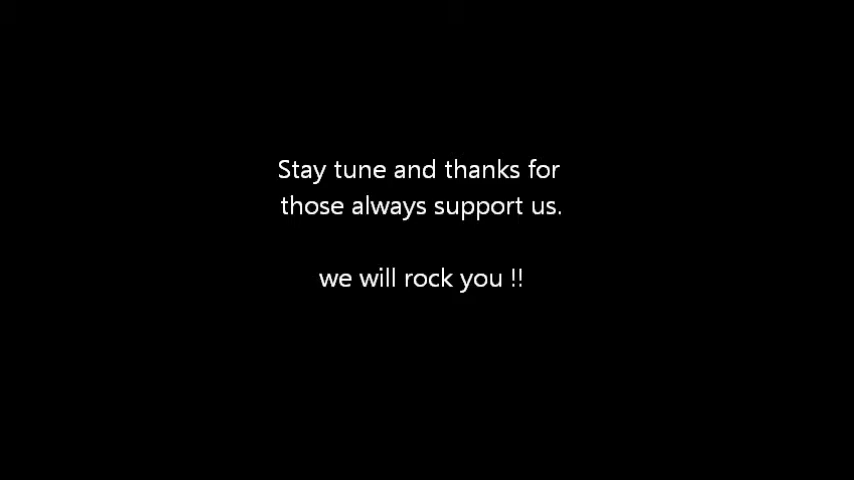 Stay tune and thanks for
those always support us.
we will rock you !!